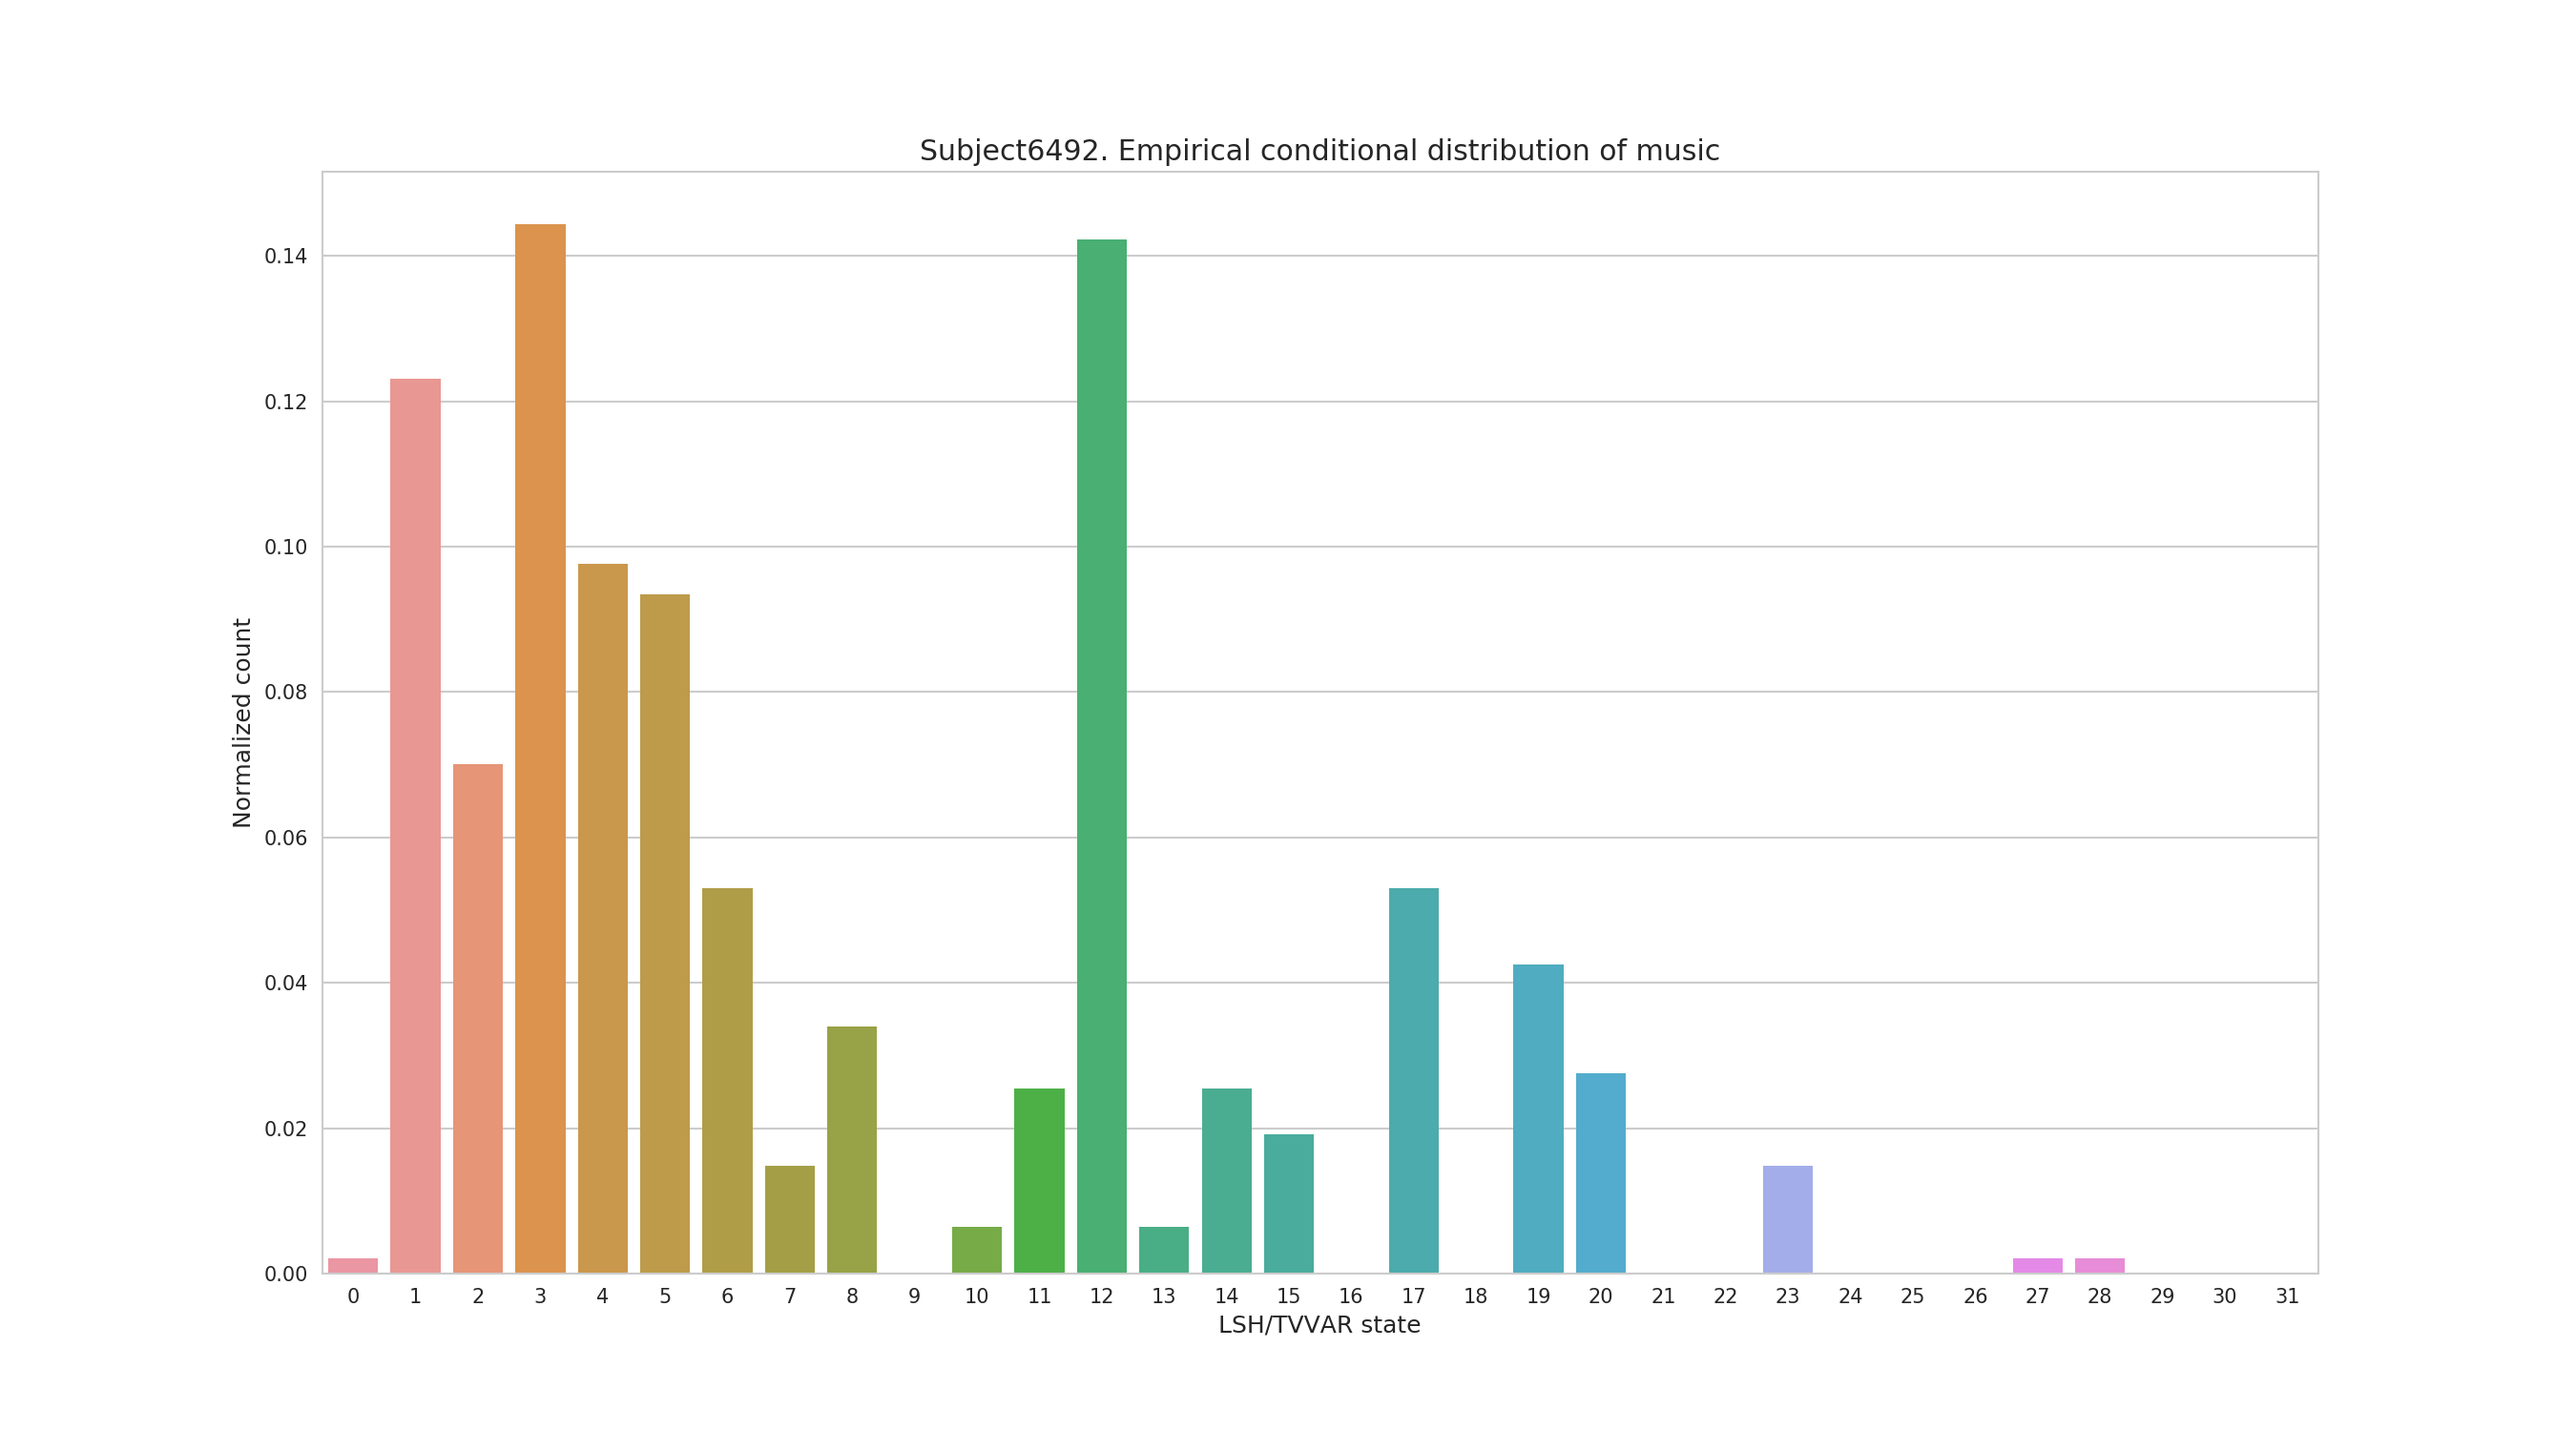 Subject6492. Empirical conditional distribution of music
Normalized count
0.14
0.12
0.10
0.08
0.06
0.04
0.02
0.00
0 1 2 3 4 5 6 7 8 9 10 11 12 13 14 15 16 17 18 19 20 21 22 23 24 25 26 27 28 29 30 31
LSH/TVVAR state